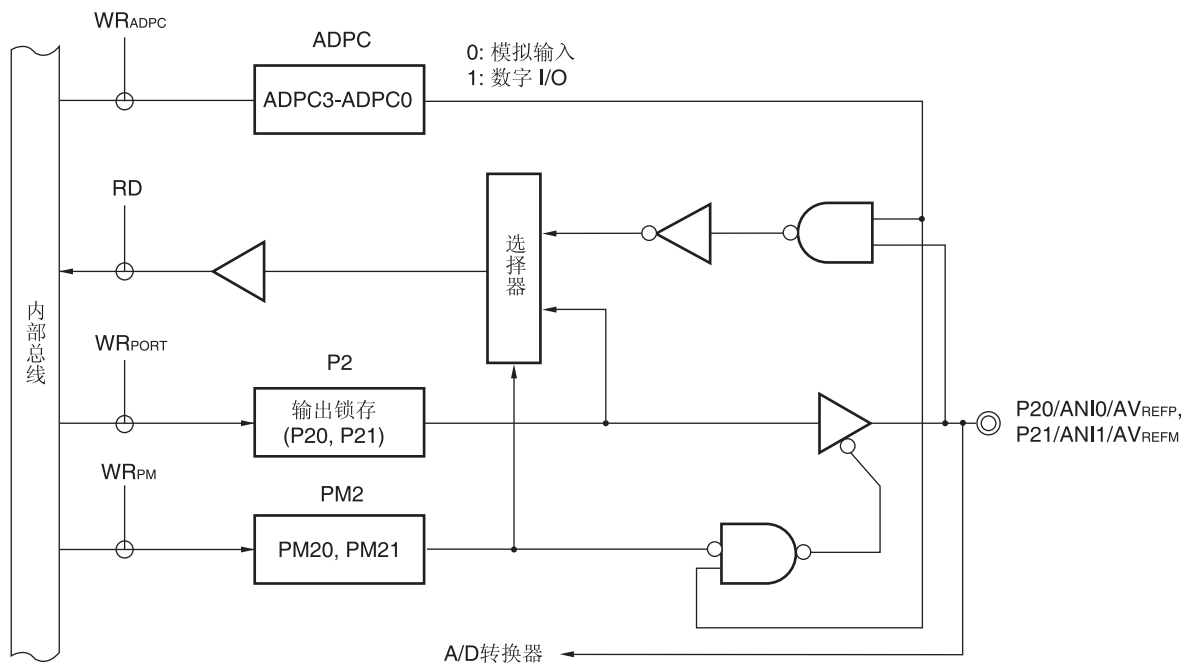 WRADPC
ADPC
0: 模拟输入
1: 数字 I/O
ADPC3-ADPC0
RD
选择器
内部总线
WRPORT
P2
输出锁存
(P20, P21)
P20/ANI0/AVREFP,
P21/ANI1/AVREFM
WRPM
PM2
PM20, PM21
A/D转换器